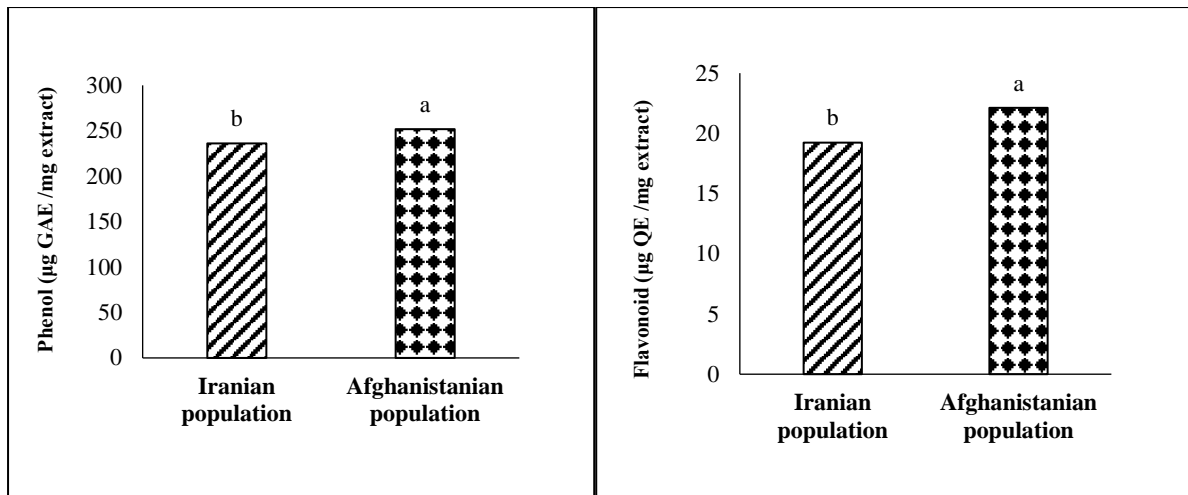 Phenol (µg GAE /mg extract)
300
250
200
150
100
50
0
b
a
Iranian
population
Afghanistanian
population
Flavonoid (µg QE /mg extract)
25
20
15
10
5
0
b
a
Iranian
population
Afghanistanian
population